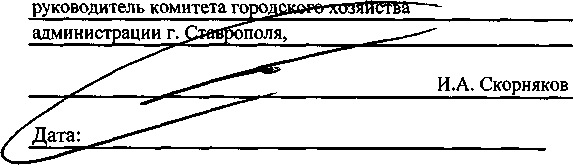 руководитель комитета городского хозяйства
администрации г. Ставрополя,
И.А. Скорняков
Дата: